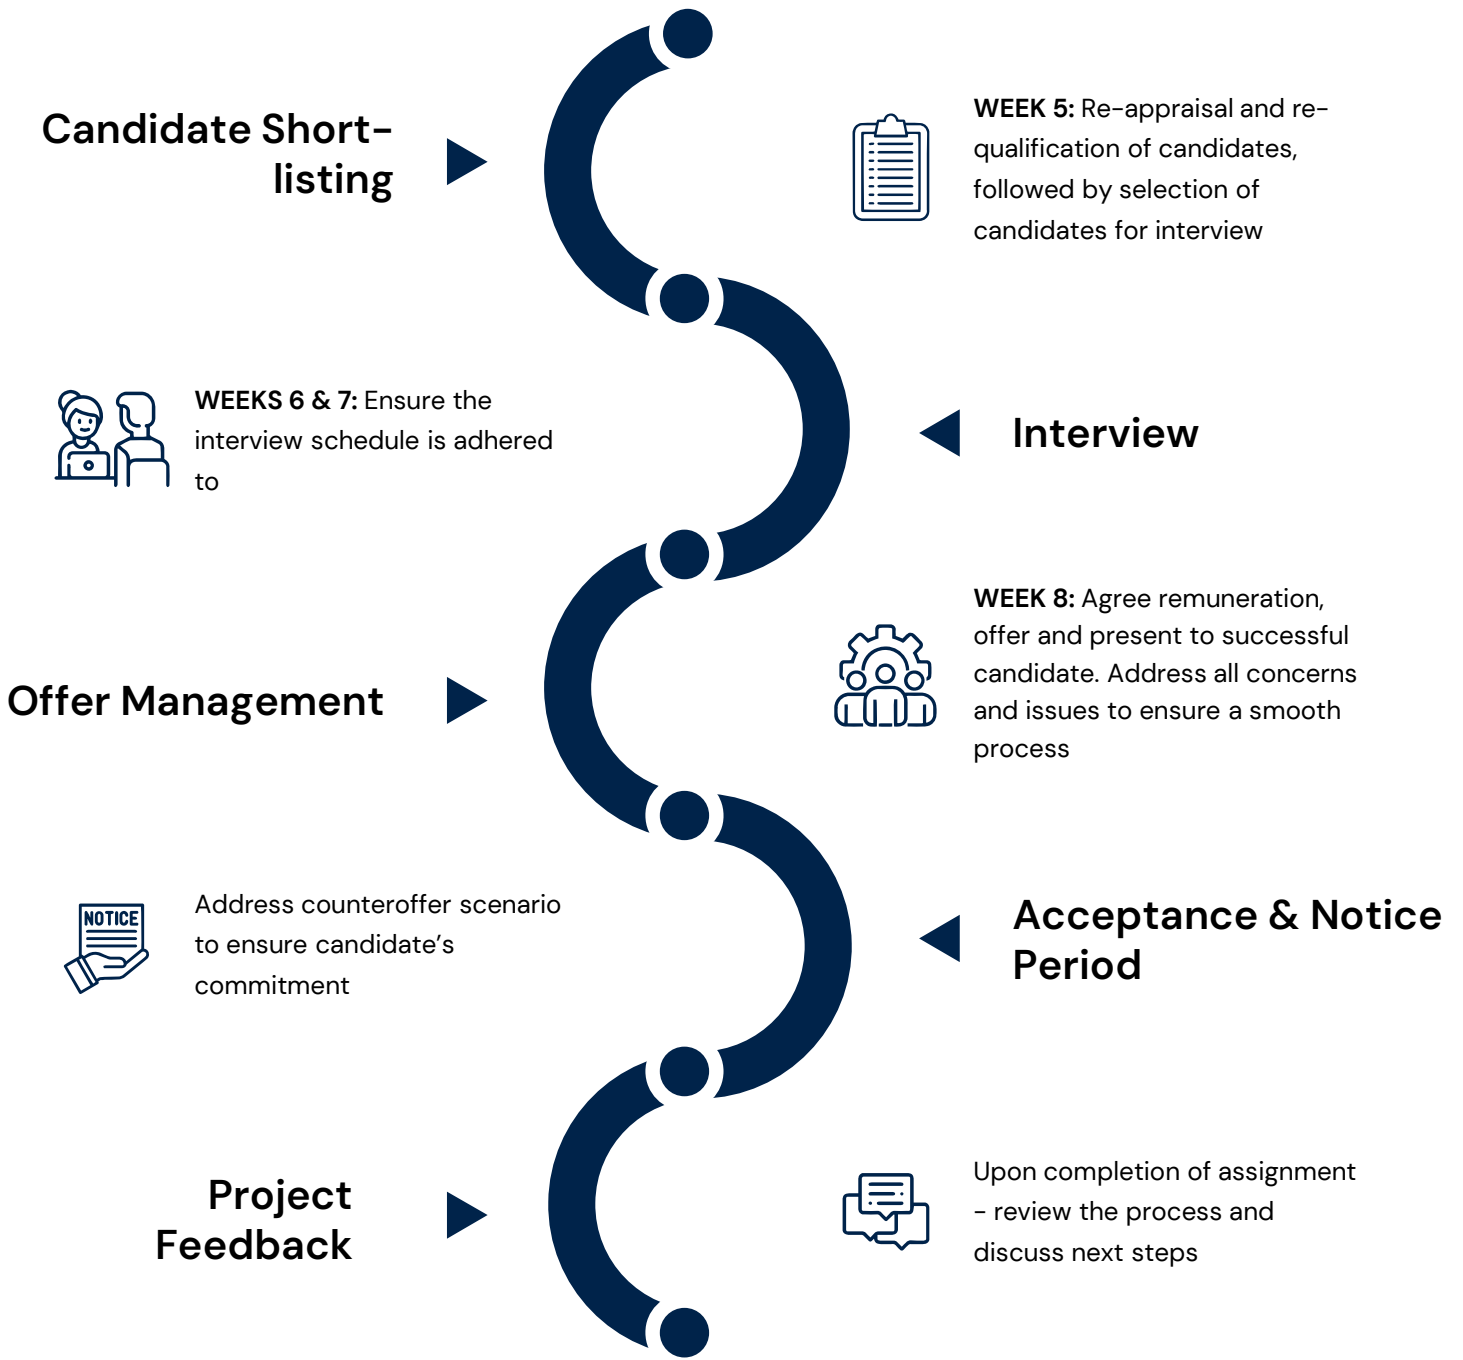 Candidate Short-
listing
WEEK 5: Re-appraisal and re-
qualification of candidates,
followed by selection of
candidates for interview
Interview
WEEKS 6 & 7: Ensure the
interview schedule is adhered
to
Offer Management
WEEK 8: Agree remuneration,
offer and present to successful
candidate. Address all concerns
and issues to ensure a smooth
process
Acceptance & Notice
Period
NOTICE
Address counteroffer scenario
to ensure candidate’s
commitment
Project
Feedback
Upon completion of assignment
- review the process and
discuss next steps